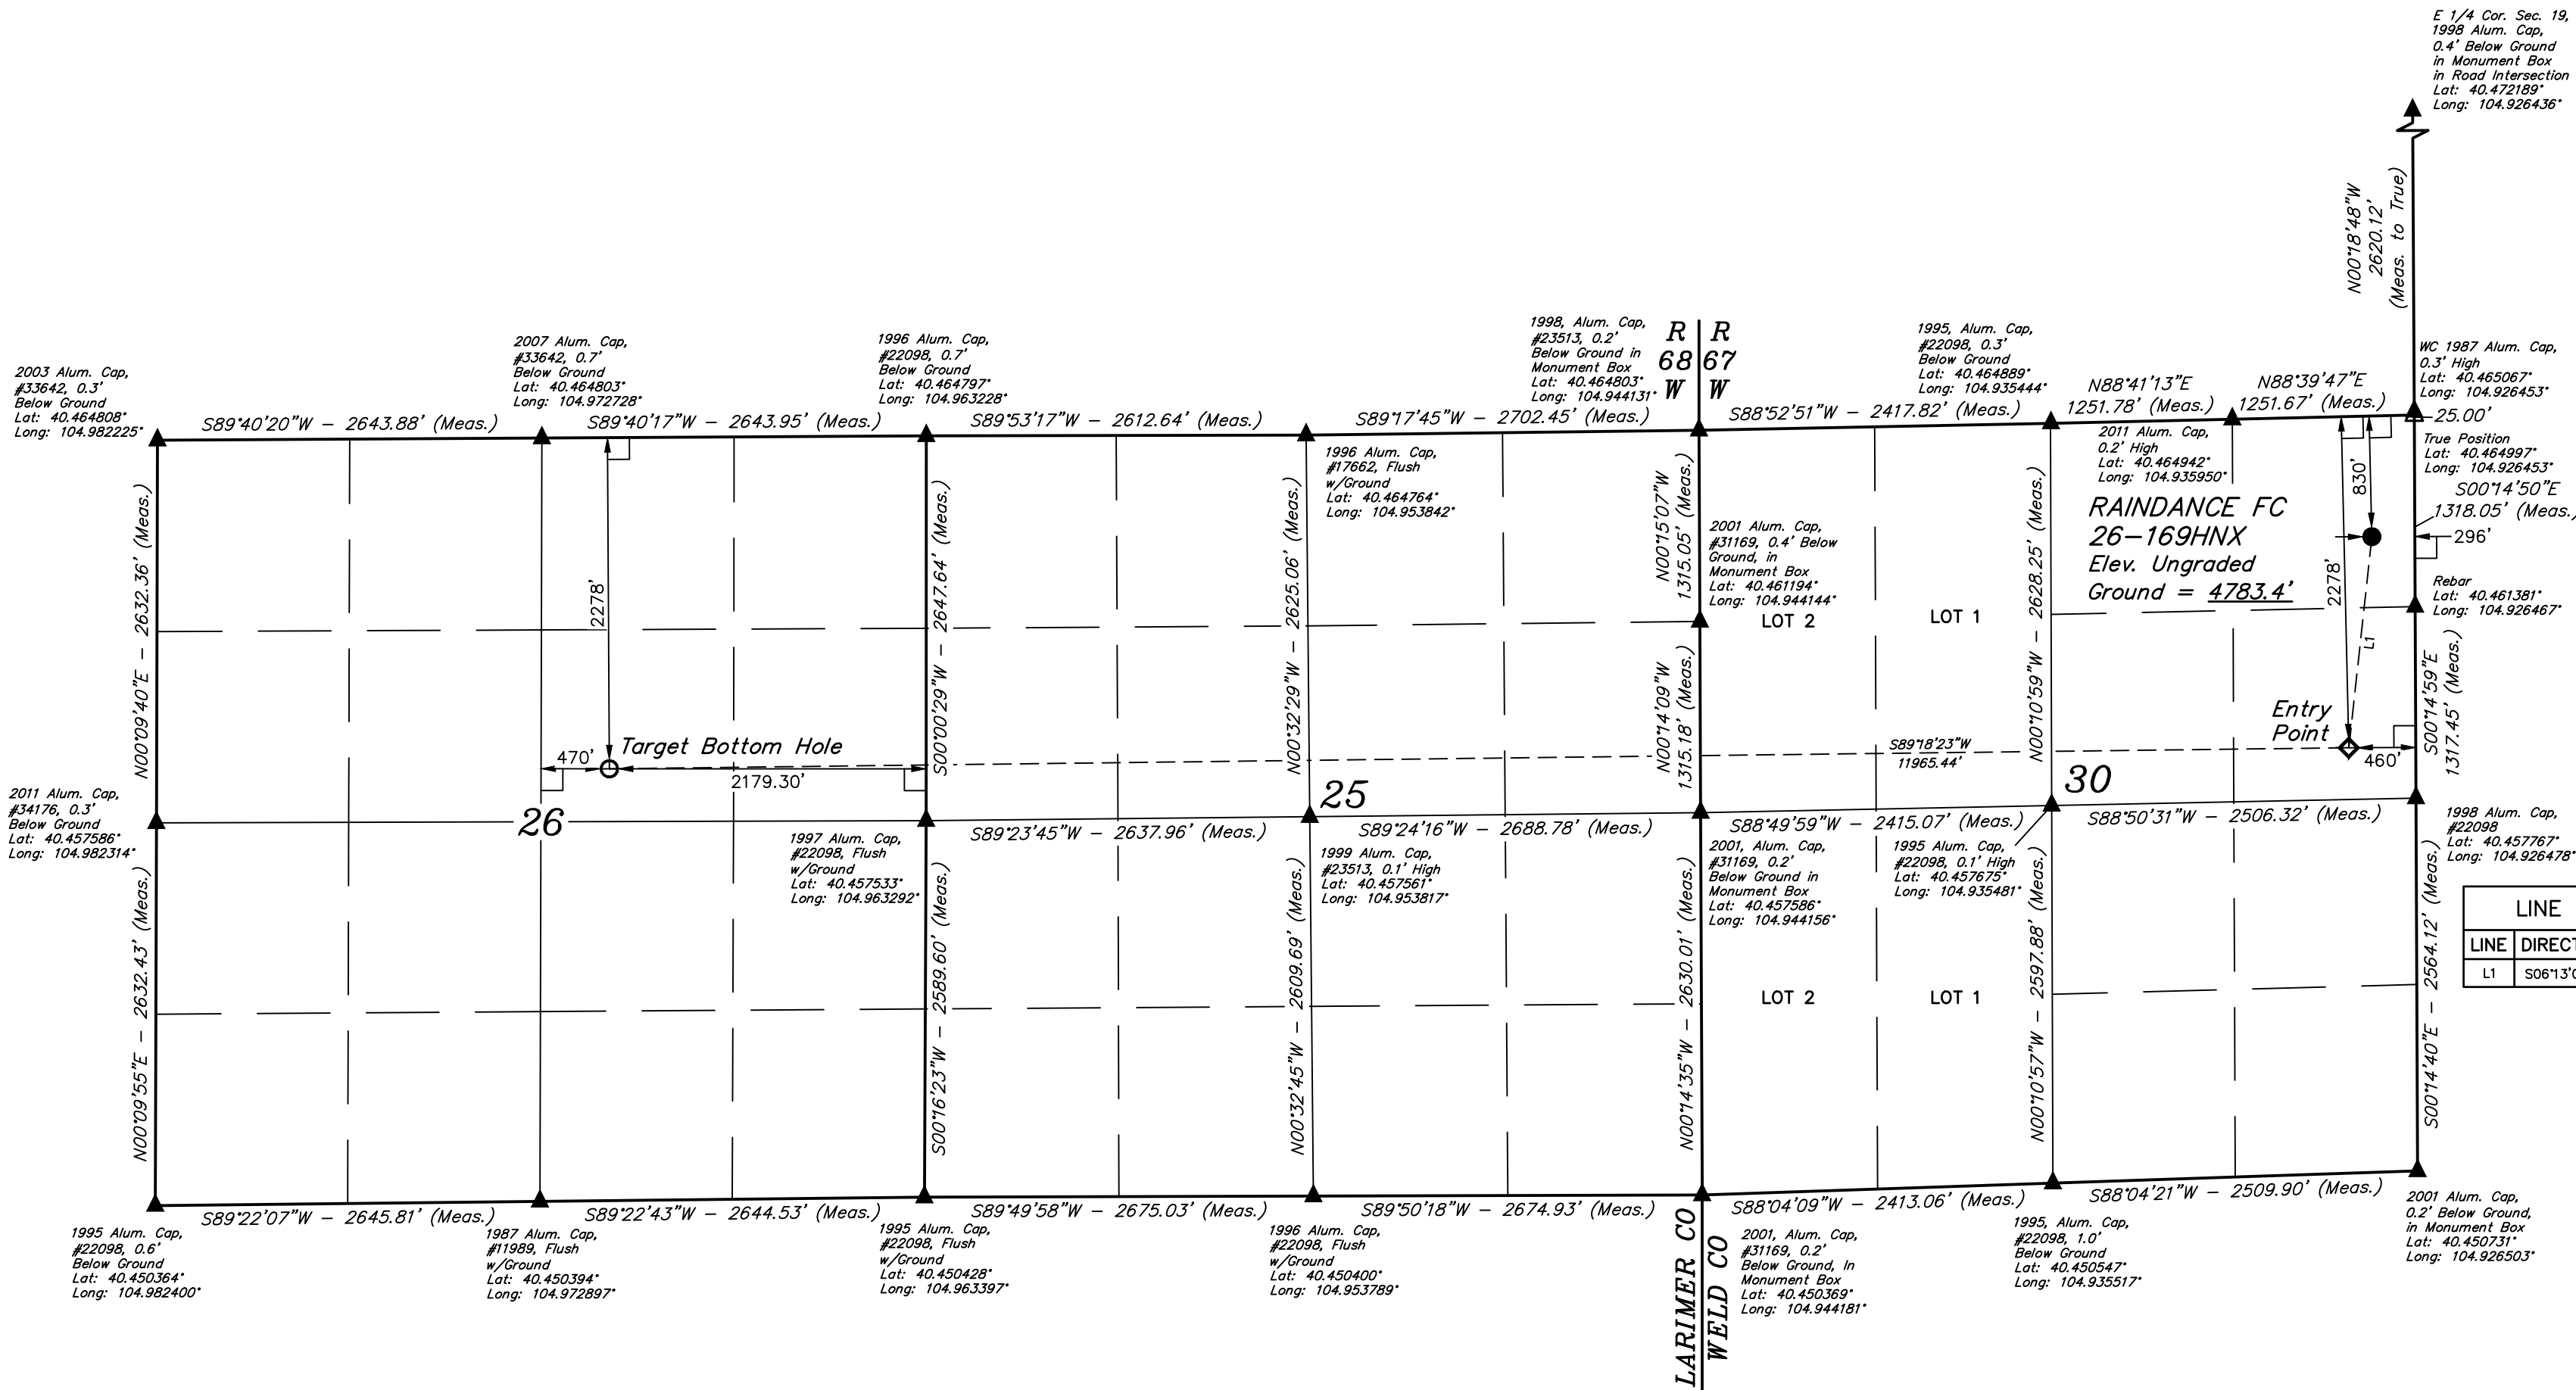 E 1/4 Cor. Sec. 19,
1998 Alum. Cap,
0.4' Below Ground
in Monument Box
in Road Intersection
Lat: 40.472189°
Long: 104.926436°
N00°18'48"W
2620.12'
(Meas. to True)
2003 Alum. Cap,
#33642, 0.3'
Below Ground
Lat: 40.464808°
Long: 104.982225°
2007 Alum. Cap,
#33642, 0.7'
Below Ground
Lat: 40.464803°
Long: 104.972728°
1996 Alum. Cap,
#22098, 0.7'
Below Ground
Lat: 40.464797°
Long: 104.963228°
1998, Alum. Cap,
#23513, 0.2'
Below Ground in
Monument Box
Lat: 40.464803°
Long: 104.944131°
R R
68 67
W W
1995, Alum. Cap,
#22098, 0.3'
Below Ground
Lat: 40.464889°
Long: 104.935444°
WC 1987 Alum. Cap,
0.3' High
Lat: 40.465067°
Long: 104.926453°
S89°40'20"W – 2643.88' (Meas.)
S89°40'17"W – 2643.95' (Meas.)
S89°53'17"W – 2612.64' (Meas.)
S89°17'45"W – 2702.45' (Meas.)
S88°52'51"W – 2417.82' (Meas.)
N88°41'13"E
1251.78' (Meas.)
N88°39'47"E
1251.67' (Meas.)
25.00'
True Position
Lat: 40.464997°
Long: 104.926453°
S00°14'50"E
1318.05' (Meas.)
296'
1996 Alum. Cap,
#17662, Flush
w/Ground
Lat: 40.464764°
Long: 104.953842°
2011 Alum. Cap,
0.2' High
Lat: 40.464942°
Long: 104.935950°
RAINDANCE FC
26-169HNX
Elev. Ungraded
Ground = 4783.4'
830'
2278'
L1
Rebar
Lat: 40.461381°
Long: 104.926467°
N00°09'40"E – 2632.36' (Meas.)
2278'
S00°00'29"W – 2647.64' (Meas.)
N00°32'29"W – 2625.06' (Meas.)
N00°15'07"W
1315.05' (Meas.)
2001 Alum. Cap,
#31169, 0.4' Below
Ground, in
Monument Box
Lat: 40.461194°
Long: 104.944144°
LOT 2
LOT 1
N00°10'59"W – 2628.25' (Meas.)
N00°14'09"W
1315.18' (Meas.)
S00°14'59"E
1317.45' (Meas.)
Entry
Point
460'
Target Bottom Hole
470'
2179.30'
S89°18'23"W
11965.44'
26
25
30
2011 Alum. Cap,
#34176, 0.3'
Below Ground
Lat: 40.457586°
Long: 104.982314°
1997 Alum. Cap,
#22098, Flush
w/Ground
Lat: 40.457533°
Long: 104.963292°
S89°23'45"W – 2637.96' (Meas.)
S89°24'16"W – 2688.78' (Meas.)
S88°49'59"W – 2415.07' (Meas.)
S88°50'31"W – 2506.32' (Meas.)
1999 Alum. Cap,
#23513, 0.1' High
Lat: 40.457561°
Long: 104.953817°
2001, Alum. Cap,
#31169, 0.2'
Below Ground in
Monument Box
Lat: 40.457586°
Long: 104.944156°
1995 Alum. Cap,
#22098, 0.1' High
Lat: 40.457675°
Long: 104.935481°
1998 Alum. Cap,
#22098
Lat: 40.457767°
Long: 104.926478°
LINE
LINE DIRECT
L1 S06°13'0
N00°09'55"E – 2632.43' (Meas.)
S00°16'23"W – 2589.60' (Meas.)
N00°32'45"W – 2609.69' (Meas.)
N00°14'35"W – 2630.01' (Meas.)
N00°10'57"W – 2597.88' (Meas.)
S00°14'40"E – 2564.12' (Meas.)
LOT 2
LOT 1
S89°22'07"W – 2645.81' (Meas.)
S89°22'43"W – 2644.53' (Meas.)
S89°49'58"W – 2675.03' (Meas.)
S89°50'18"W – 2674.93' (Meas.)
S88°04'09"W – 2413.06' (Meas.)
S88°04'21"W – 2509.90' (Meas.)
1995 Alum. Cap,
#22098, 0.6'
Below Ground
Lat: 40.450364°
Long: 104.982400°
1987 Alum. Cap,
#11989, Flush
w/Ground
Lat: 40.450394°
Long: 104.972897°
1995 Alum. Cap,
#22098, Flush
w/Ground
Lat: 40.450428°
Long: 104.963397°
1996 Alum. Cap,
#22098, Flush
w/Ground
Lat: 40.450400°
Long: 104.953789°
LARIMER CO
WELD CO
2001, Alum. Cap,
#31169, 0.2'
Below Ground, In
Monument Box
Lat: 40.450369°
Long: 104.944181°
1995, Alum. Cap,
#22098, 1.0'
Below Ground
Lat: 40.450547°
Long: 104.935517°
2001 Alum. Cap,
0.2' Below Ground,
in Monument Box
Lat: 40.450731°
Long: 104.926503°